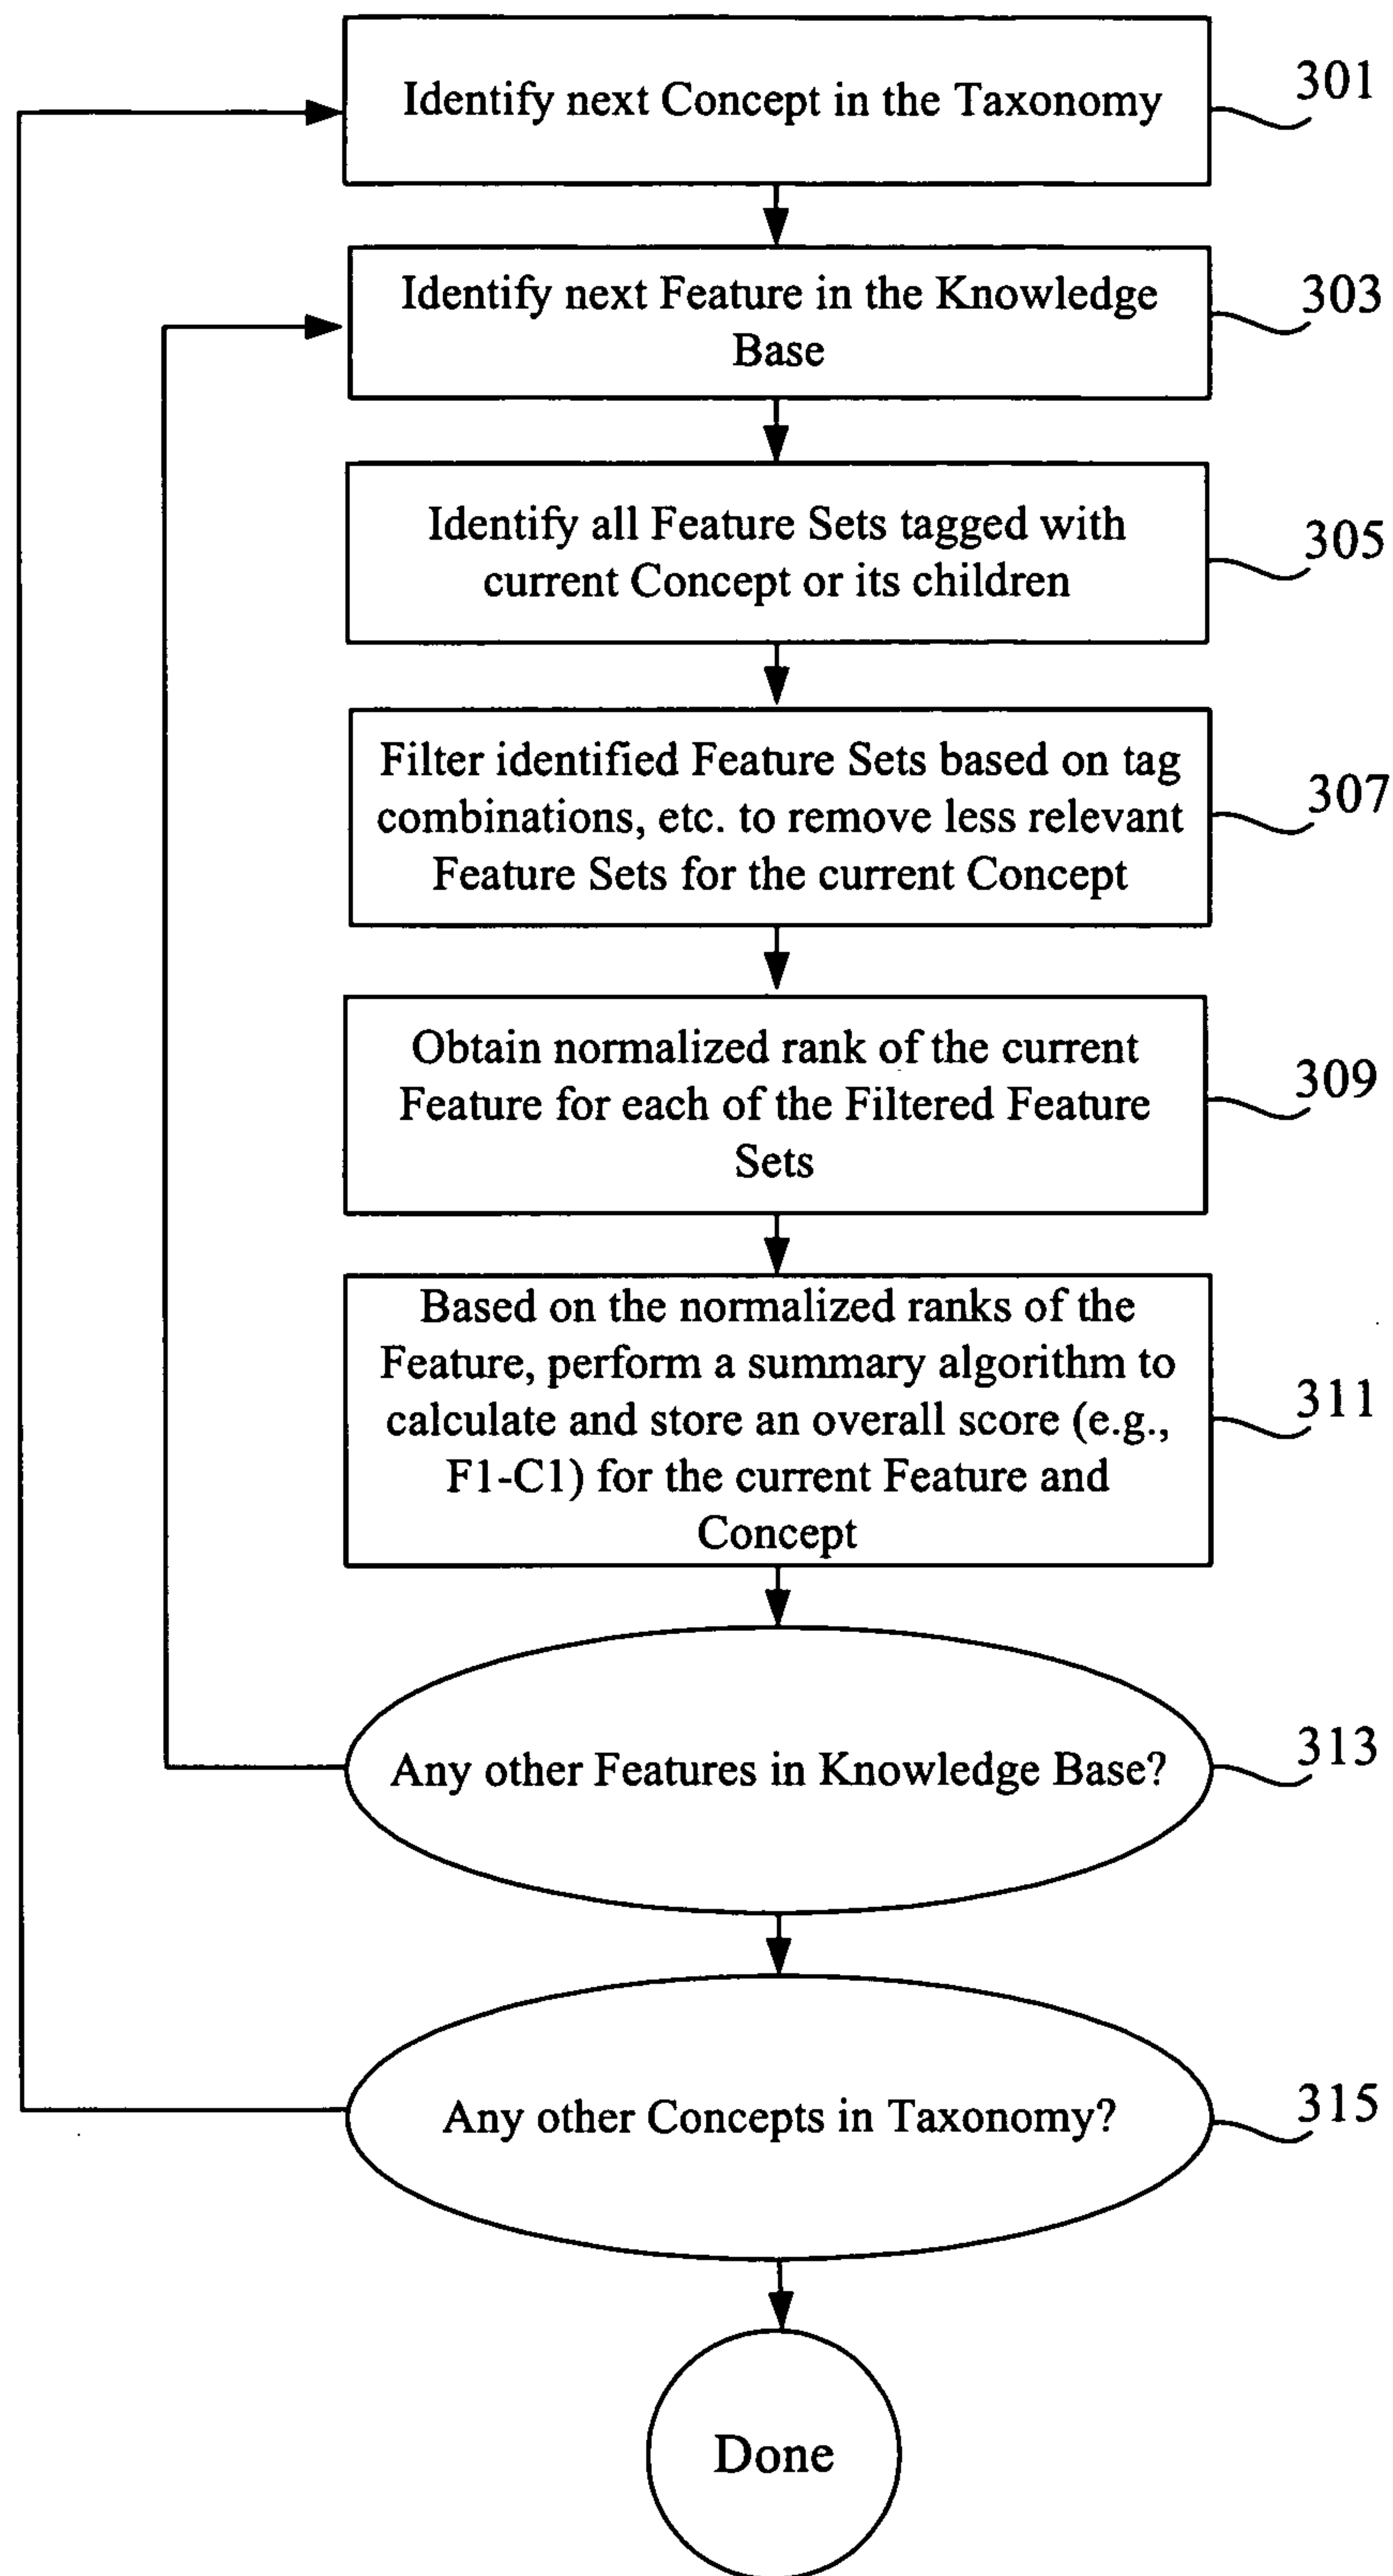 Identify next Concept in the Taxonomy
301
Identify next Feature in the Knowledge
Base
303
Identify all Feature Sets tagged with
current Concept or its children
305
Filter identified Feature Sets based on tag
combinations, etc. to remove less relevant
Feature Sets for the current Concept
307
Obtain normalized rank of the current
Feature for each of the Filtered Feature
Sets
309
Based on the normalized ranks of the
Feature, perform a summary algorithm to
calculate and store an overall score (e.g.,
F1-C1) for the current Feature and
Concept
311
Any other Features in Knowledge Base?
313
Any other Concepts in Taxonomy?
315
Done